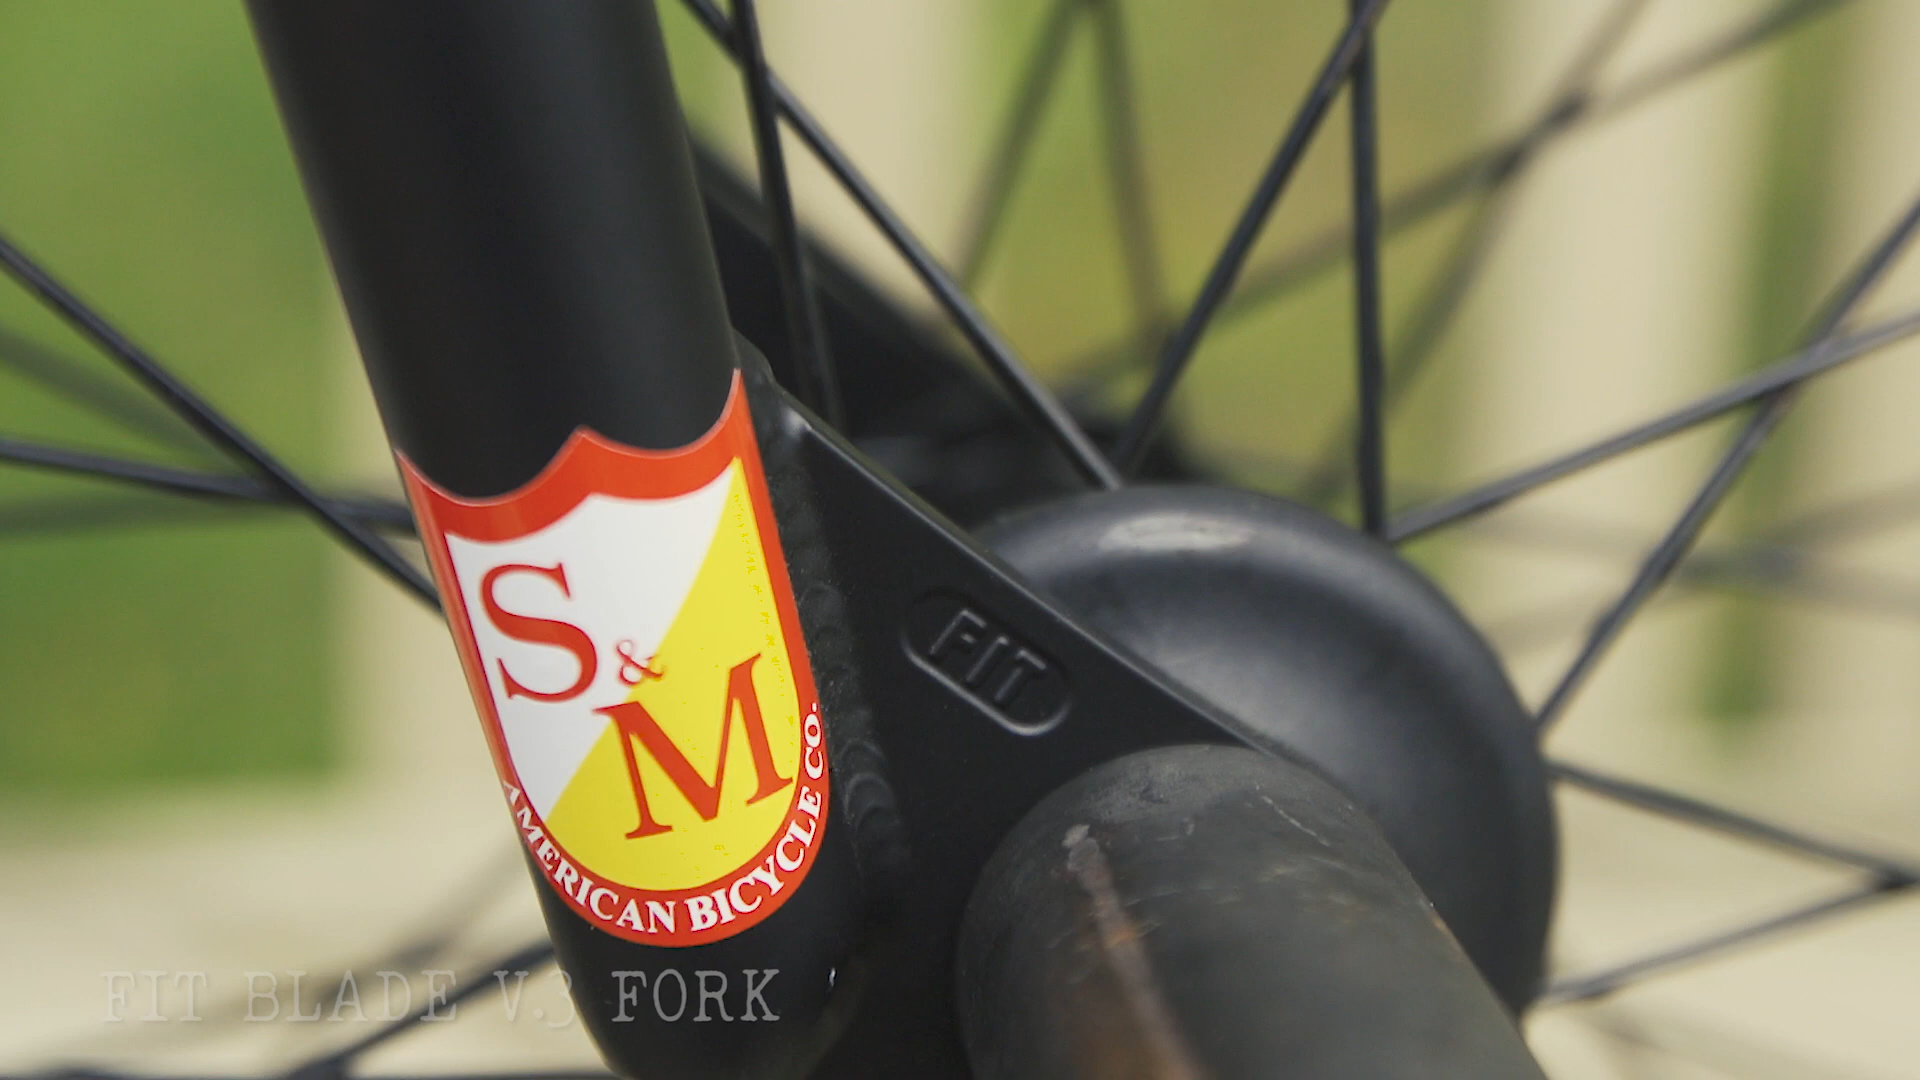 S
&
M
AMERICAN BICYCLE CO.
FIT
FIT BLADE V.3 FORK